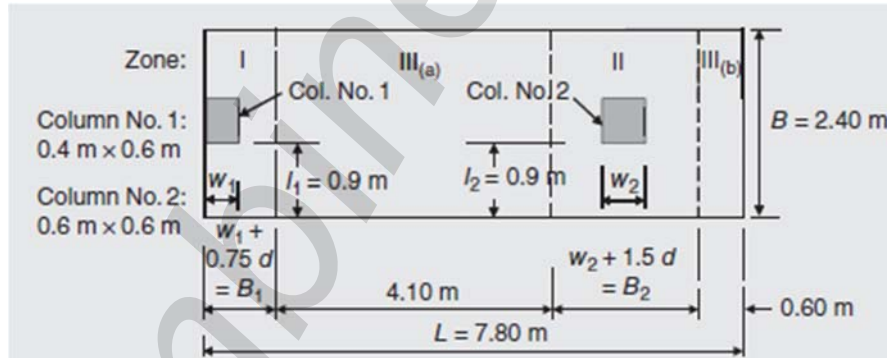 Zone: I III(a) II III(b)
Col. No. 1 Col. No. 2
Column No. 1:
0.4 m × 0.6 m
B = 2.40 m
w₁ l₁ = 0.9 m l₂ = 0.9 m w₂
Column No. 2:
0.6 m × 0.6 m
w₁ +
0.75 d
= B₁
4.10 m
w₂ + 1.5 d
= B₂
0.60 m
L = 7.80 m